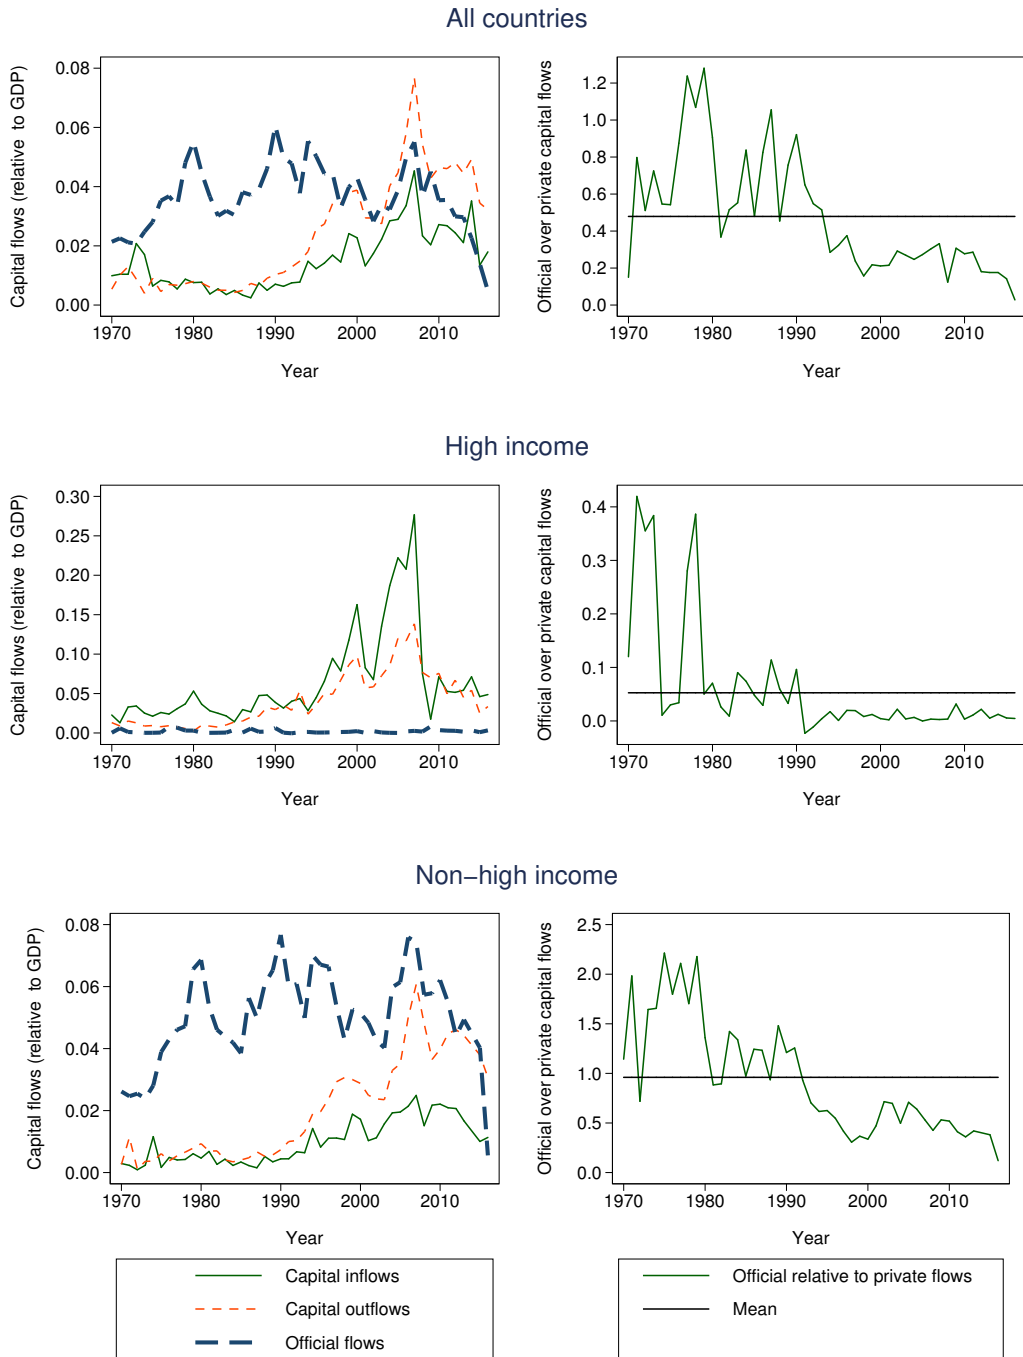 All countries
Capital flows (relative to GDP)
0.08
0.06
0.04
0.02
0.00
1970 1980 1990 2000 2010
Year
Official over private capital flows
1.2
1.0
0.8
0.6
0.4
0.2
0.0
1970 1980 1990 2000 2010
Year
High income
Capital flows (relative to GDP)
0.30
0.25
0.20
0.15
0.10
0.05
0.00
1970 1980 1990 2000 2010
Year
Official over private capital flows
0.4
0.3
0.2
0.1
0.0
1970 1980 1990 2000 2010
Year
Non−high income
Capital flows (relative to GDP)
0.08
0.06
0.04
0.02
0.00
1970 1980 1990 2000 2010
Year
Official over private capital flows
2.5
2.0
1.5
1.0
0.5
0.0
1970 1980 1990 2000 2010
Year
Capital inflows
Capital outflows
Official flows
Official relative to private flows
Mean